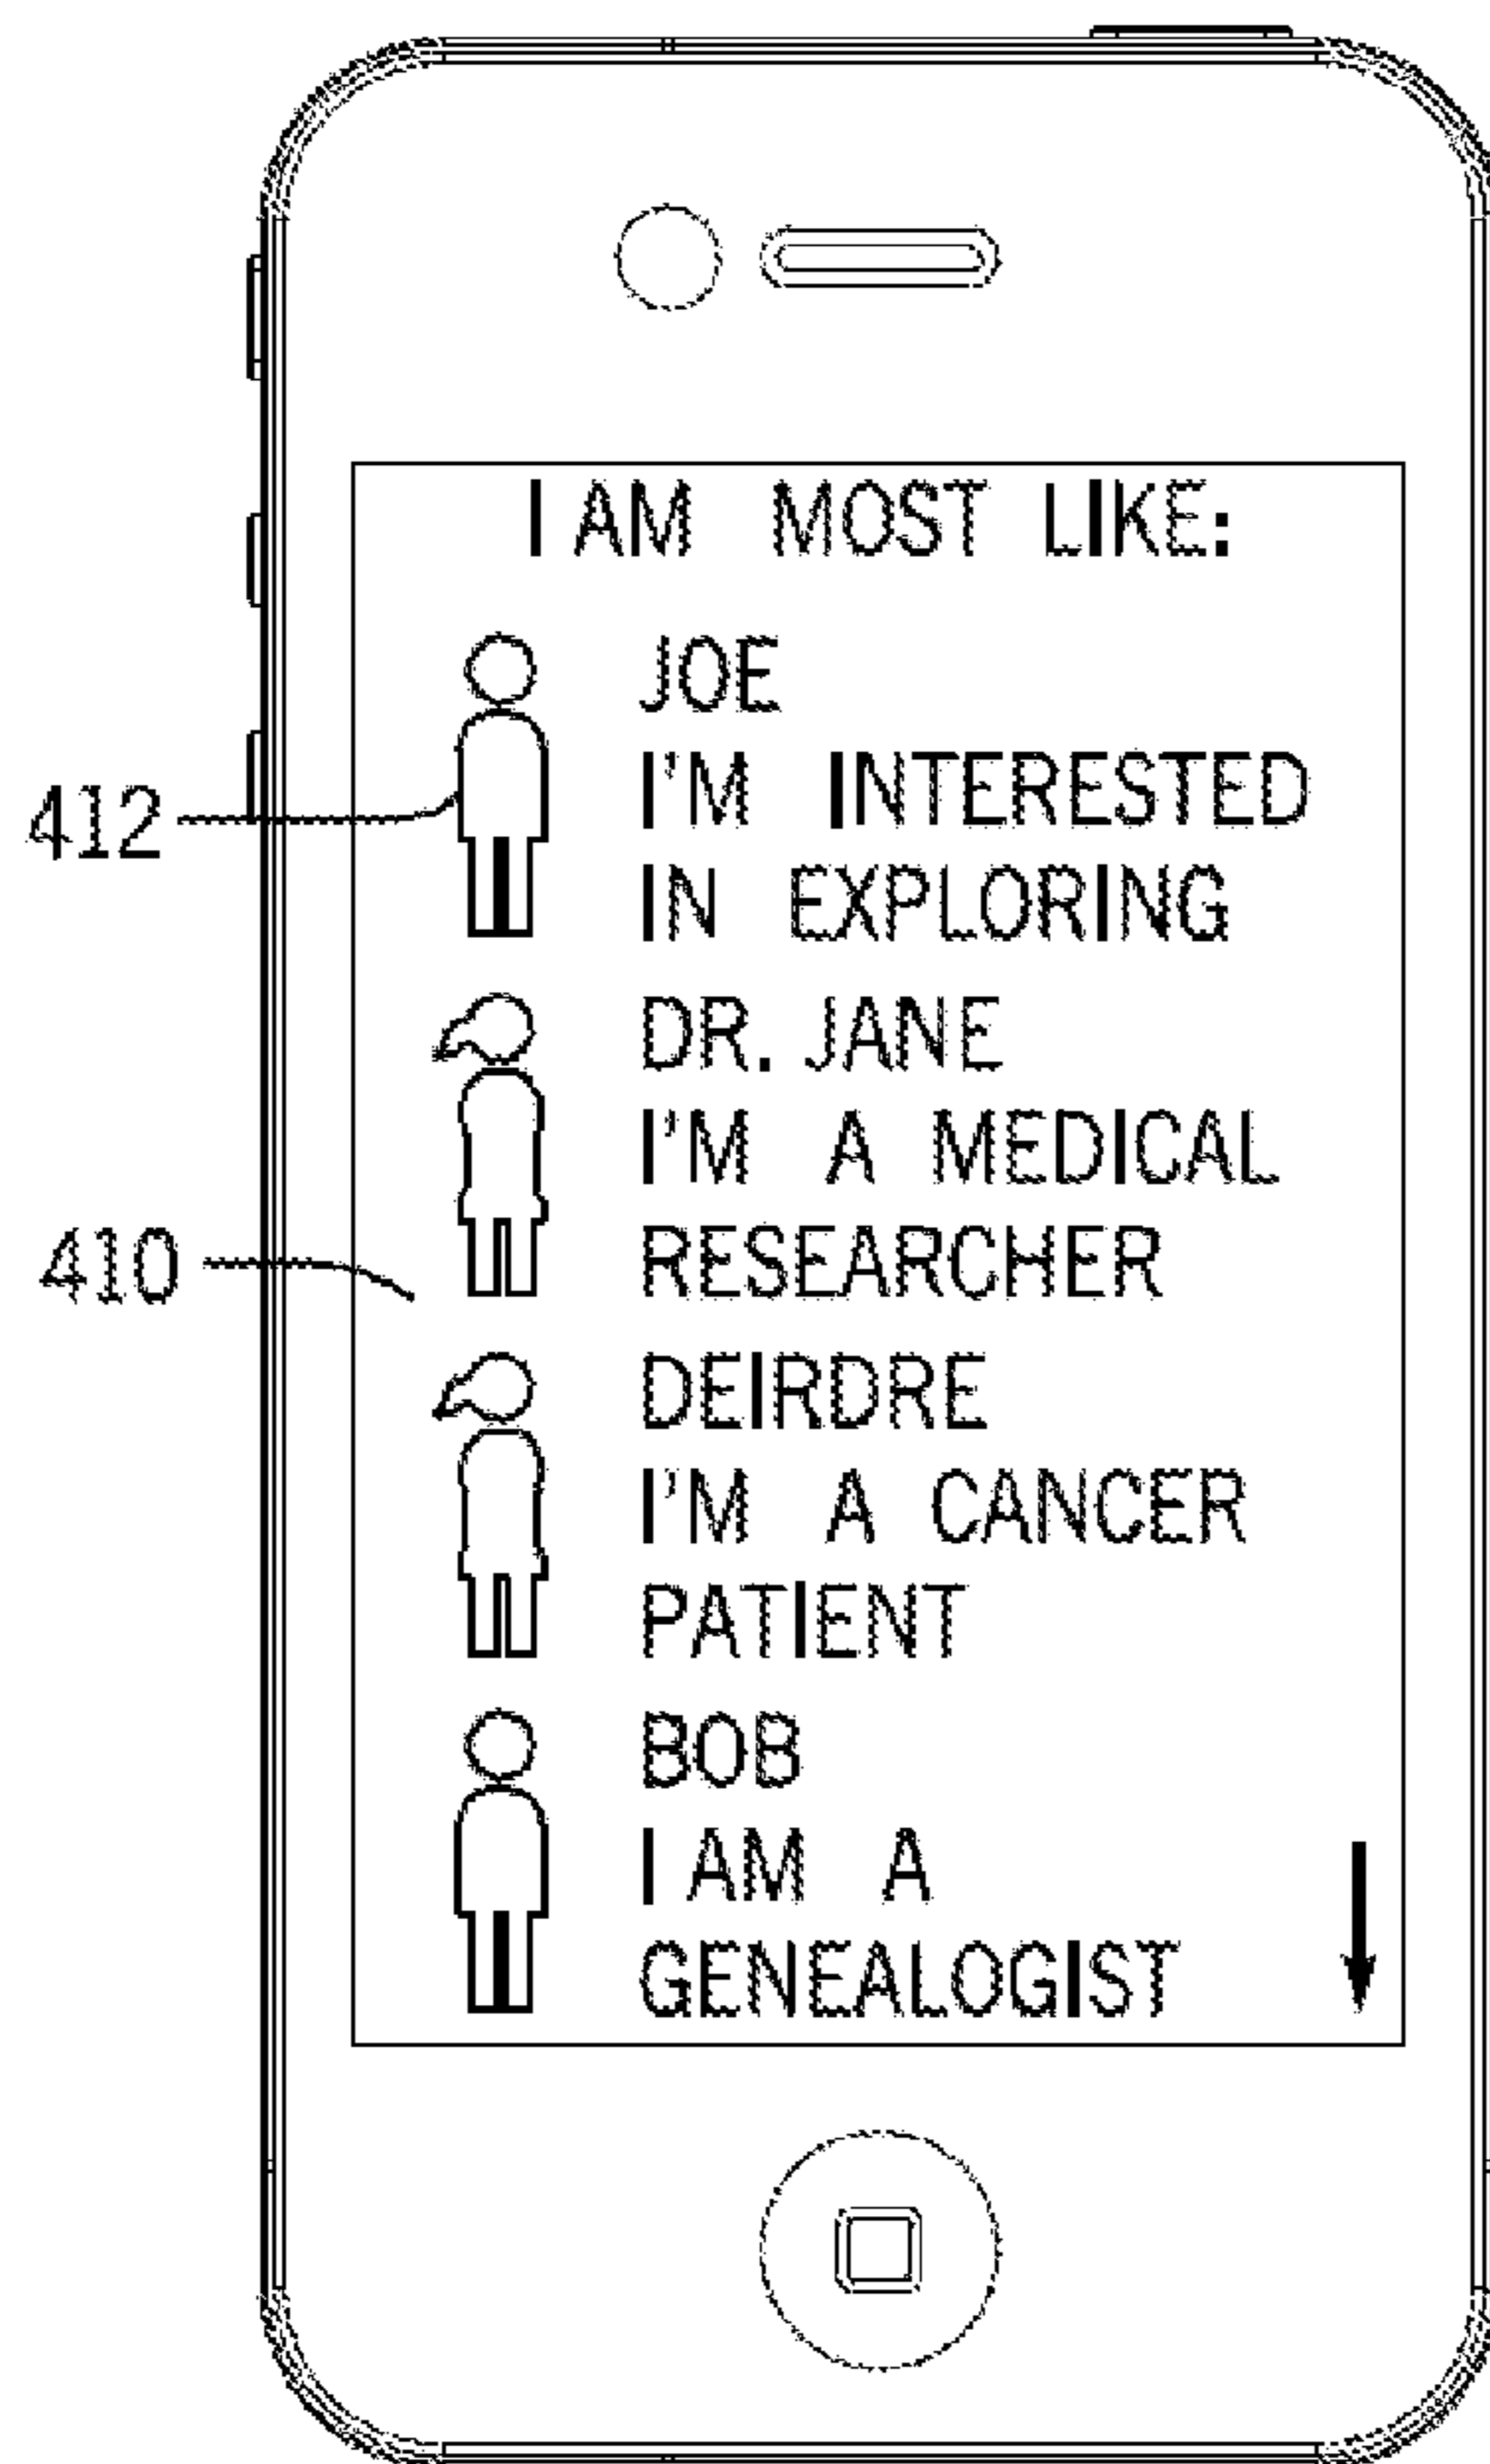 I AM MOST LIKE:
JOE
I'M INTERESTED
IN EXPLORING
412
DR. JANE
I'M A MEDICAL
RESEARCHER
410
DEIRDRE
I'M A CANCER
PATIENT
BOB
I AM A
GENEALOGIST